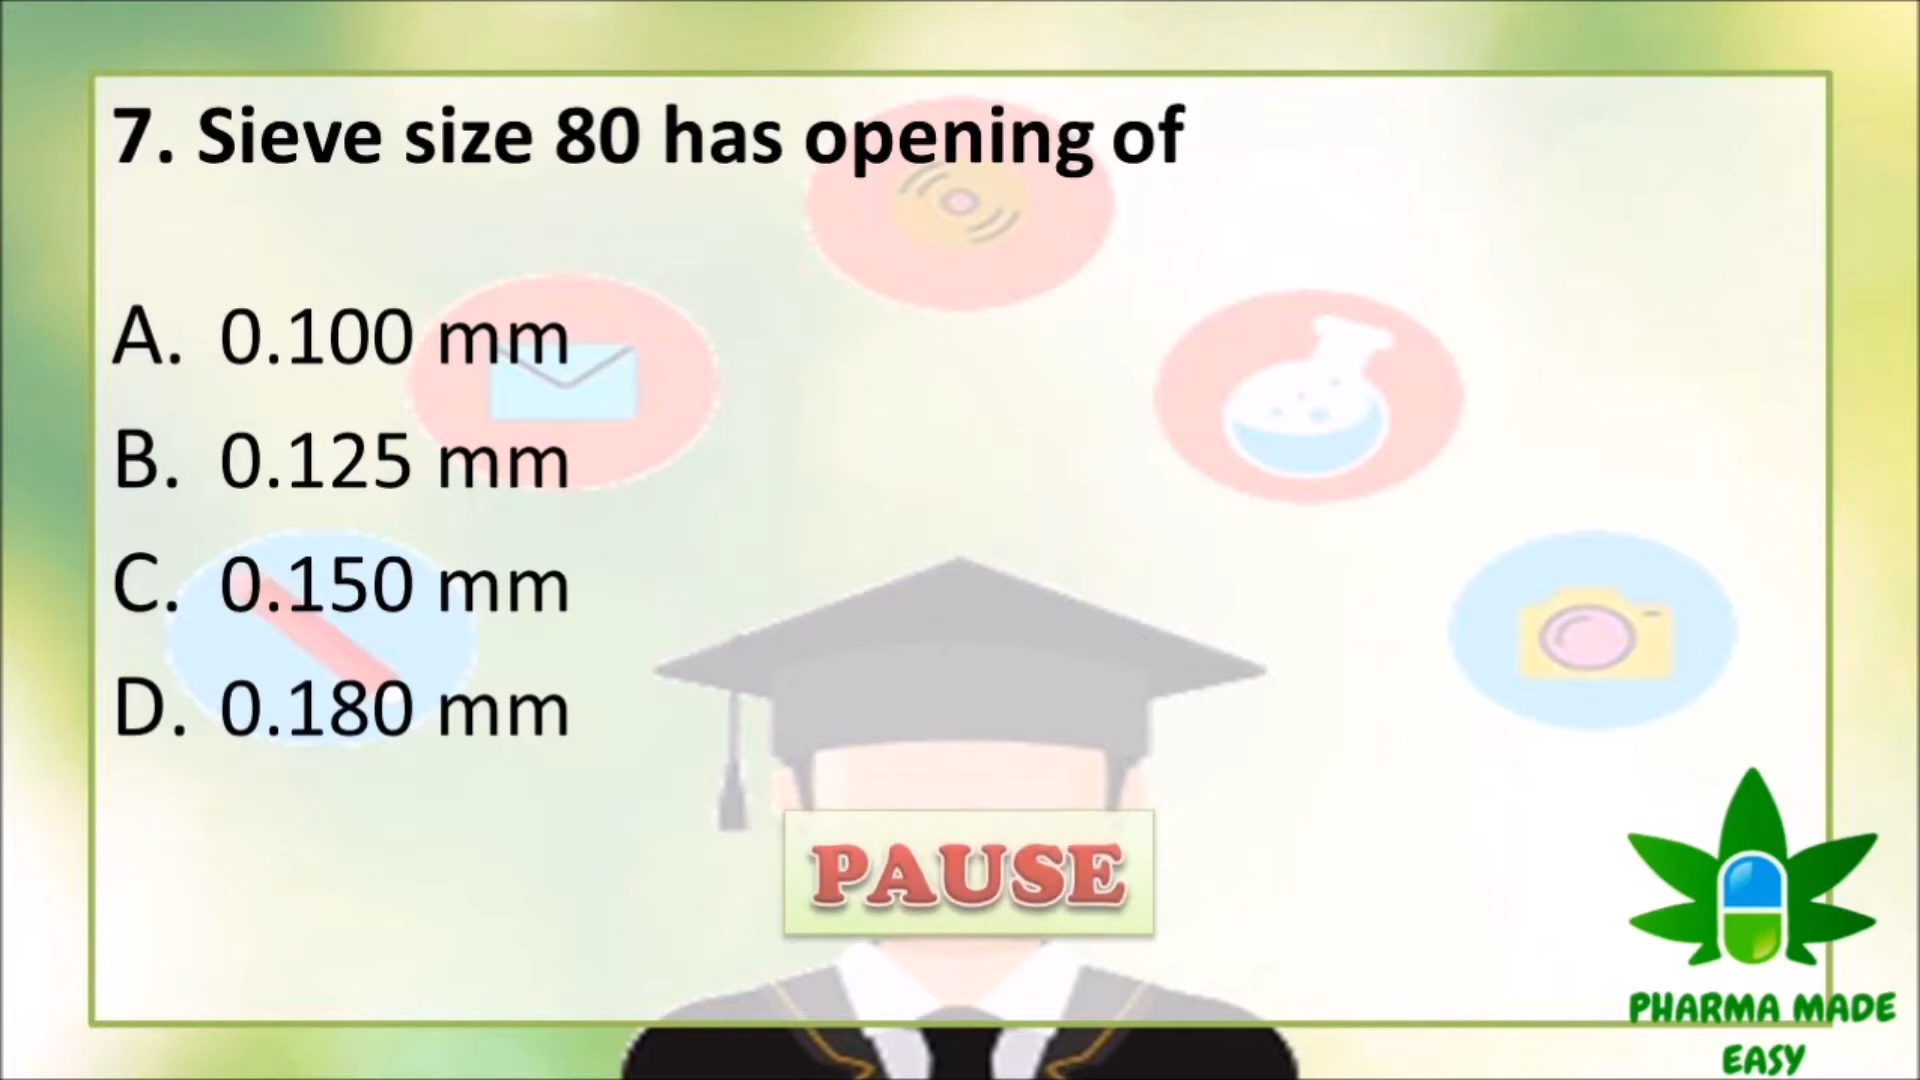 7. Sieve size 80 has opening of
A. 0.100 mm
B. 0.125 mm
C. 0.150 mm
D. 0.180 mm
PAUSE
PHARMA MADE
EASY